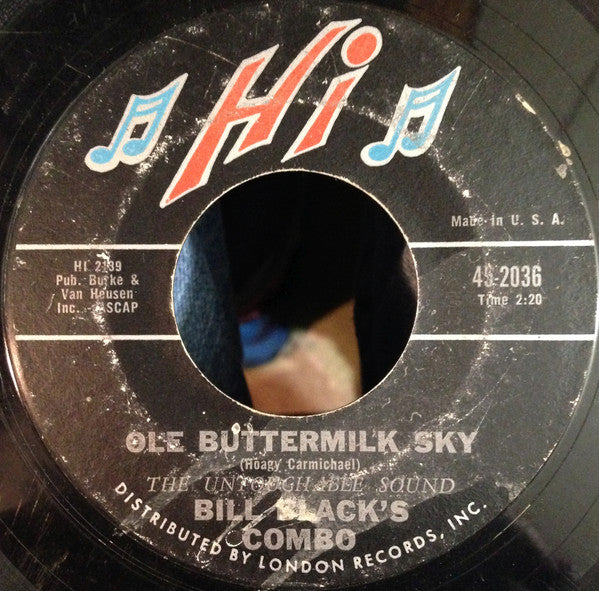 Hi
Made in U. S. A.
HI 2139
Pub. Burke &
Van Heusen
Inc. - ASCAP
45-2036
Time 2:20
OLE BUTTERMILK SKY
(Hoagy Carmichael)
THE UNTOUCHABLE SOUND
BILL BLACK'S
COMBO
DISTRIBUTED BY LONDON RECORDS, INC.